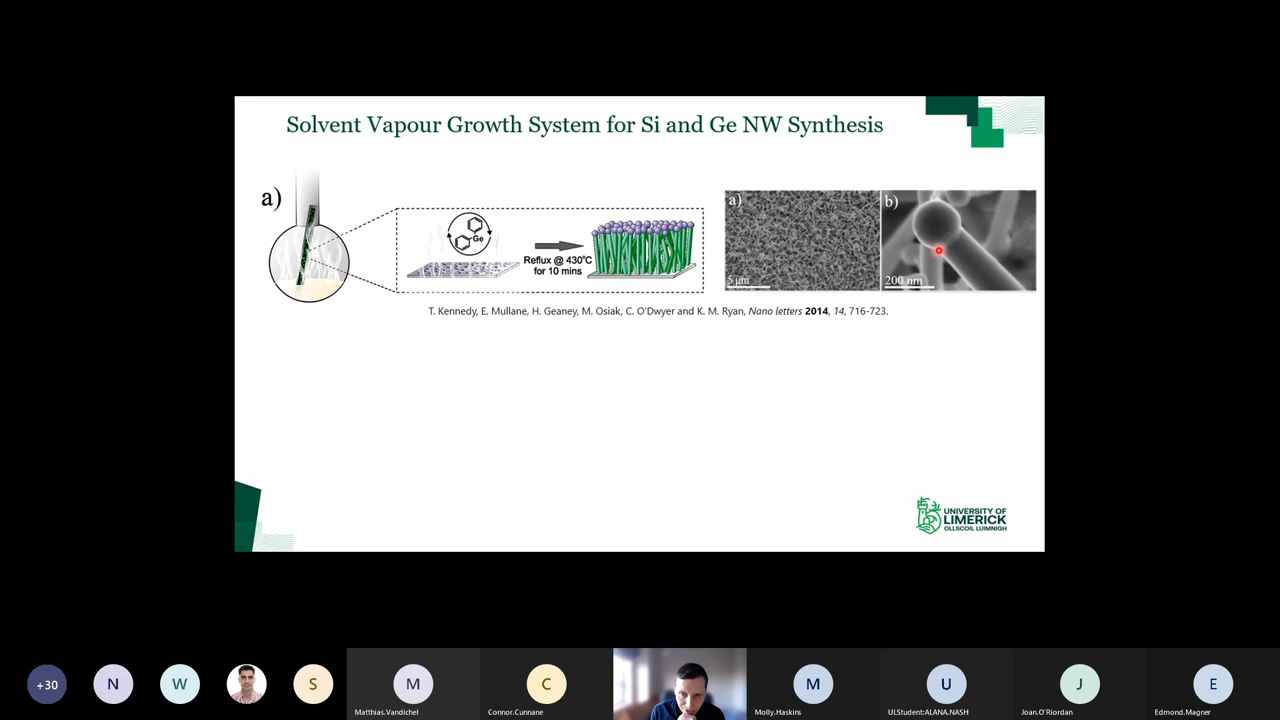 Solvent Vapour Growth System for Si and Ge NW Synthesis
a)
Ge
Reflux @ 430°C
for 10 mins
a)
5 µm
b)
200 nm
T. Kennedy, E. Mullane, H. Geaney, M. Osiak, C. O'Dwyer and K. M. Ryan, Nano letters 2014, 14, 716-723.
UNIVERSITY OF
LIMERICK
OLLSCOIL LUIMNIGH
+30
N
W
S
M
C
M
U
J
E
Matthias.Vandichel
Connor.Cunnane
Molly.Haskins
ULStudent:ALANA.NASH
Joan.O'Riordan
Edmond.Magner